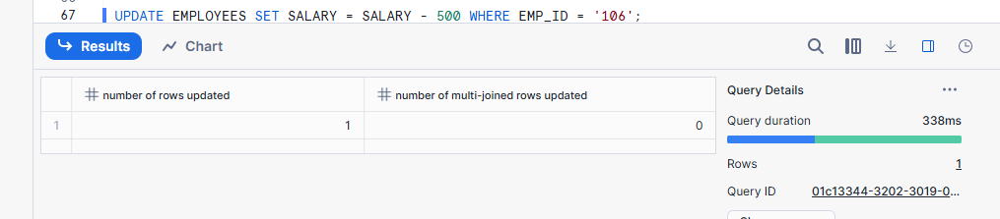 67 UPDATE EMPLOYEES SET SALARY = SALARY - 500 WHERE EMP_ID = '106';
Results Chart
number of rows updated number of multi-joined rows updated
1 1 0
Query Details
Query duration 338ms
Rows 1
Query ID 01c13344-3202-3019-0...